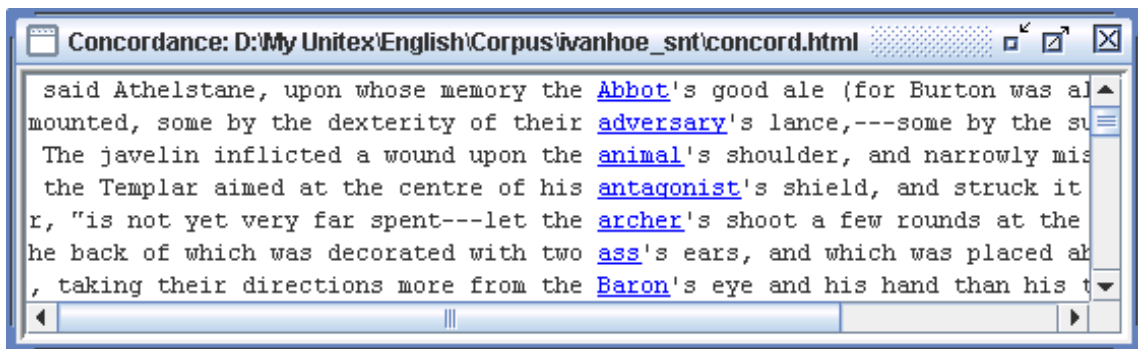 Concordance: D:\My Unitex\English\Corpus\ivanhoe_snt\concord.html
said Athelstane, upon whose memory the Abbot's good ale (for Burton was al
mounted, some by the dexterity of their adversary's lance,---some by the su
The javelin inflicted a wound upon the animal's shoulder, and narrowly mis
the Templar aimed at the centre of his antagonist's shield, and struck it
r, "is not yet very far spent---let the archer's shoot a few rounds at the
he back of which was decorated with two ass's ears, and which was placed ab
, taking their directions more from the Baron's eye and his hand than his t